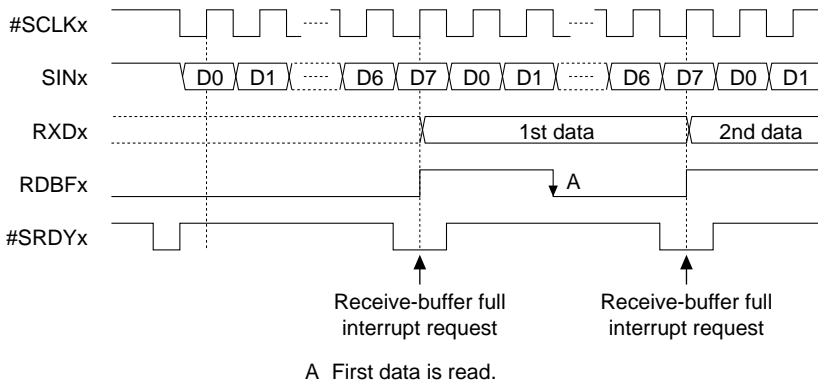 #SCLKx
SINx D0 D1 D6 D7 D0 D1 D6 D7 D0 D1
RXDx 1st data 2nd data
RDBFx A
#SRDYx
Receive-buffer full Receive-buffer full
interrupt request interrupt request
A First data is read.